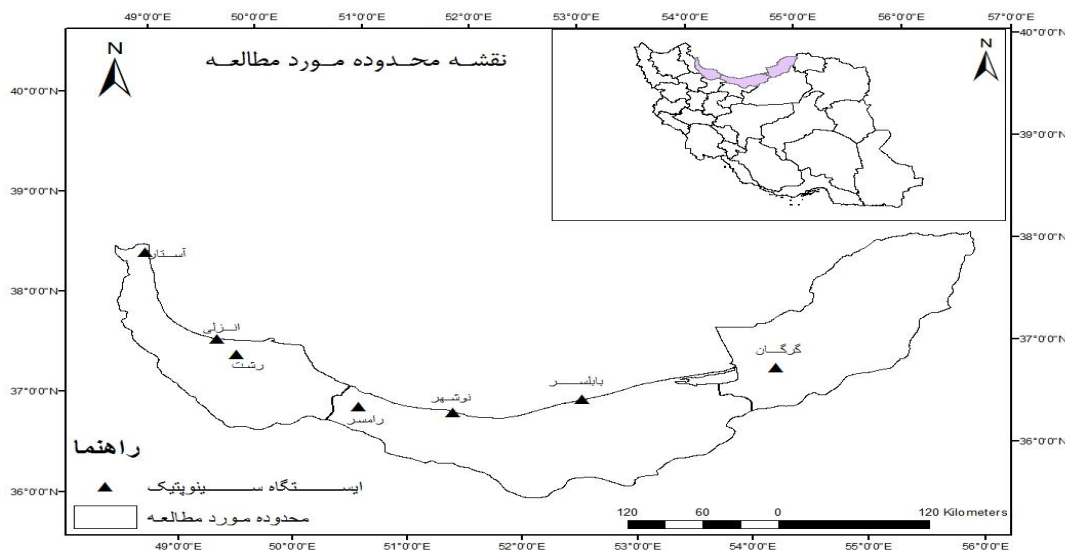 49°0'0"E 50°0'0"E 51°0'0"E 52°0'0"E 53°0'0"E 54°0'0"E 55°0'0"E 56°0'0"E 57°0'0"E
N
نقشه محدوده مورد مطالعه
N
40°0'0"N
40°0'0"N
39°0'0"N
39°0'0"N
38°0'0"N
38°0'0"N
37°0'0"N
37°0'0"N
36°0'0"N
36°0'0"N
آستارا
انزلی
رشت
رامسر
نوشهر
بابلسر
گرگان
راهنما
ایستگاه سینوپتیک
محدوده مورد مطالعه
120 60 0 120 Kilometers
49°0'0"E 50°0'0"E 51°0'0"E 52°0'0"E 53°0'0"E 54°0'0"E 55°0'0"E 56°0'0"E